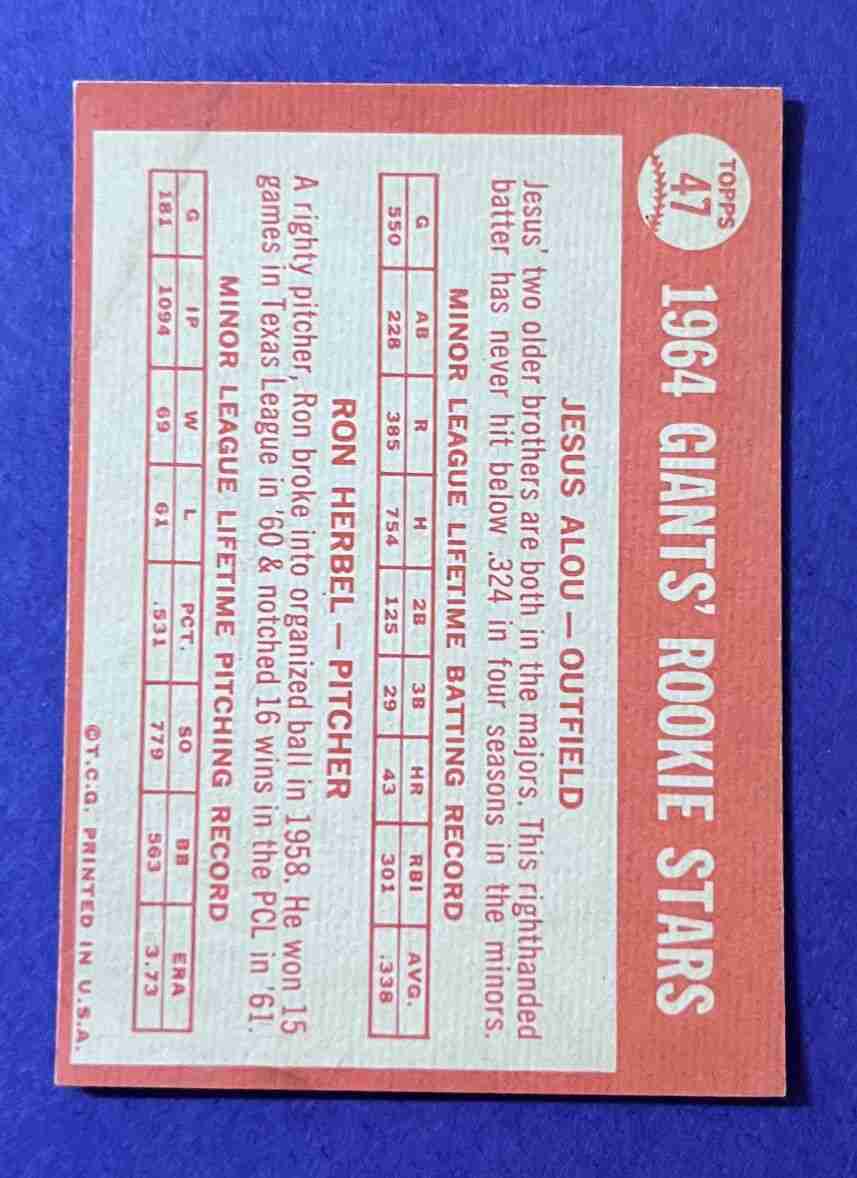 TOPPS
47
1964 GIANTS' ROOKIE STARS
JESUS ALOU — OUTFIELD
Jesus' two older brothers are both in the majors. This righthanded
batter has never hit below .324 in four seasons in the minors.
MINOR LEAGUE LIFETIME BATTING RECORD
G AB R H 2B 3B HR RBI AVG.
550 228 385 754 125 29 43 301 .338
RON HERBEL — PITCHER
A righty pitcher, Ron broke into organized ball in 1958. He won 15
games in Texas League in '60 & notched 16 wins in the PCL in '61.
MINOR LEAGUE LIFETIME PITCHING RECORD
G IP W L PCT. SO BB ERA
181 1094 69 61 .531 779 563 3.73
©T.C.G. PRINTED IN U.S.A.